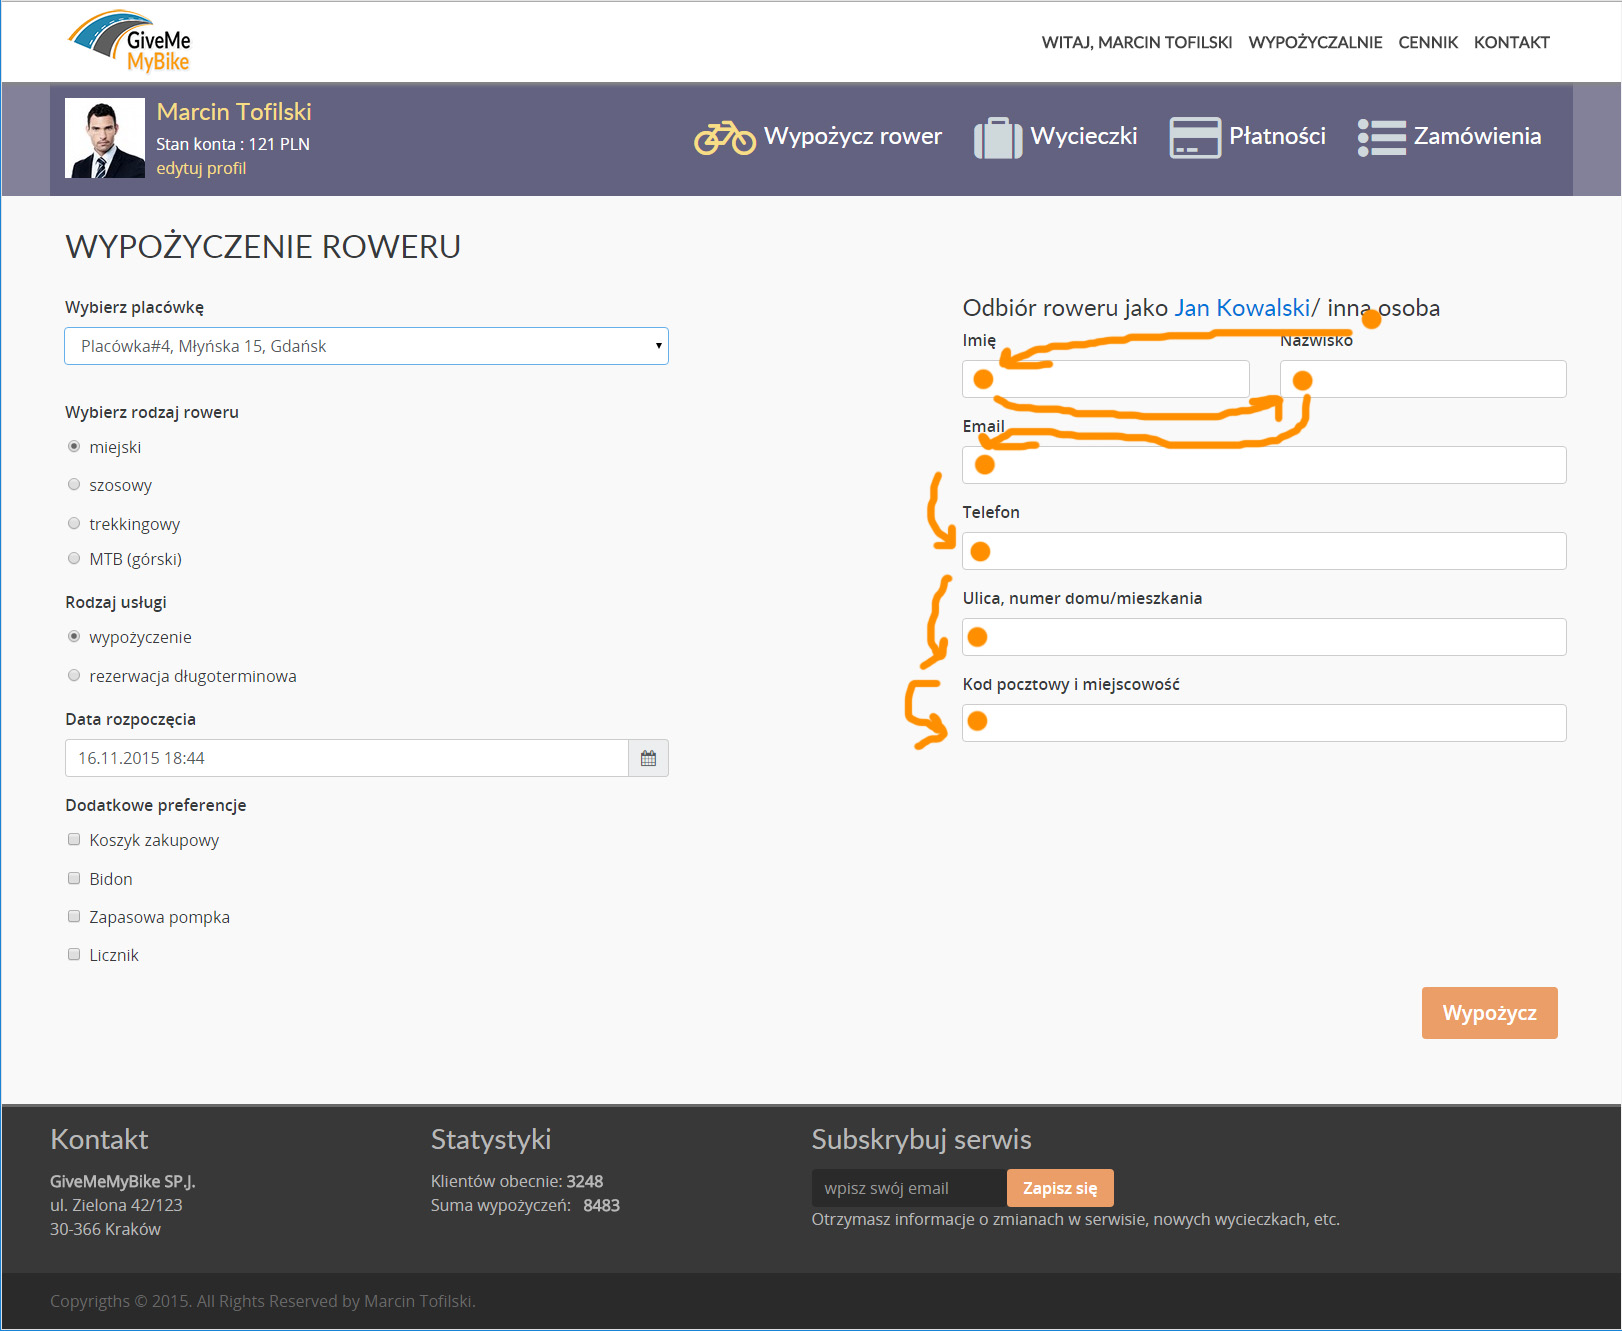 GiveMe
MyBike
WITAJ, MARCIN TOFILSKI WYPOŻYCZALNIE CENNIK KONTAKT
Marcin Tofilski
Stan konta : 121 PLN
edytuj profil
Wypożycz rower Wycieczki Płatności Zamówienia
WYPOŻYCZENIE ROWERU
Wybierz placówkę
Placówka#4, Młyńska 15, Gdańsk
Wybierz rodzaj roweru
miejski
szosowy
trekkingowy
MTB (górski)
Rodzaj usługi
wypożyczenie
rezerwacja długoterminowa
Data rozpoczęcia
16.11.2015 18:44
Dodatkowe preferencje
Koszyk zakupowy
Bidon
Zapasowa pompka
Licznik
Odbiór roweru jako Jan Kowalski/ inna osoba
Imię Nazwisko
Email
Telefon
Ulica, numer domu/mieszkania
Kod pocztowy i miejscowość
Wypożycz
Kontakt
GiveMeMyBike SP.J.
ul. Zielona 42/123
30-366 Kraków
Statystyki
Klientów obecnie: 3248
Suma wypożyczeń: 8483
Subskrybuj serwis
wpisz swój email Zapisz się
Otrzymasz informacje o zmianach w serwisie, nowych wycieczkach, etc.
Copyrigths © 2015. All Rights Reserved by Marcin Tofilski.